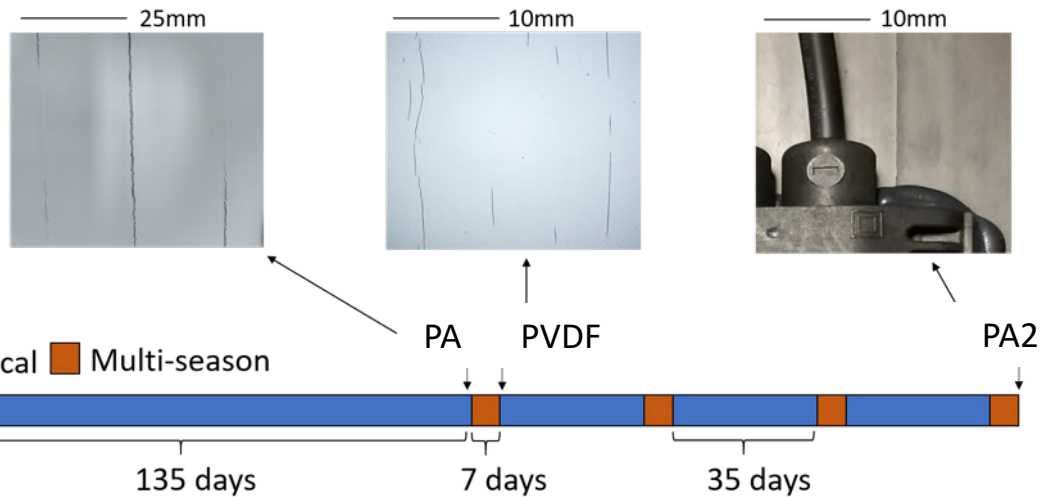 25mm
10mm
10mm
PA
PVDF
PA2
cal
Multi-season
135 days
7 days
35 days